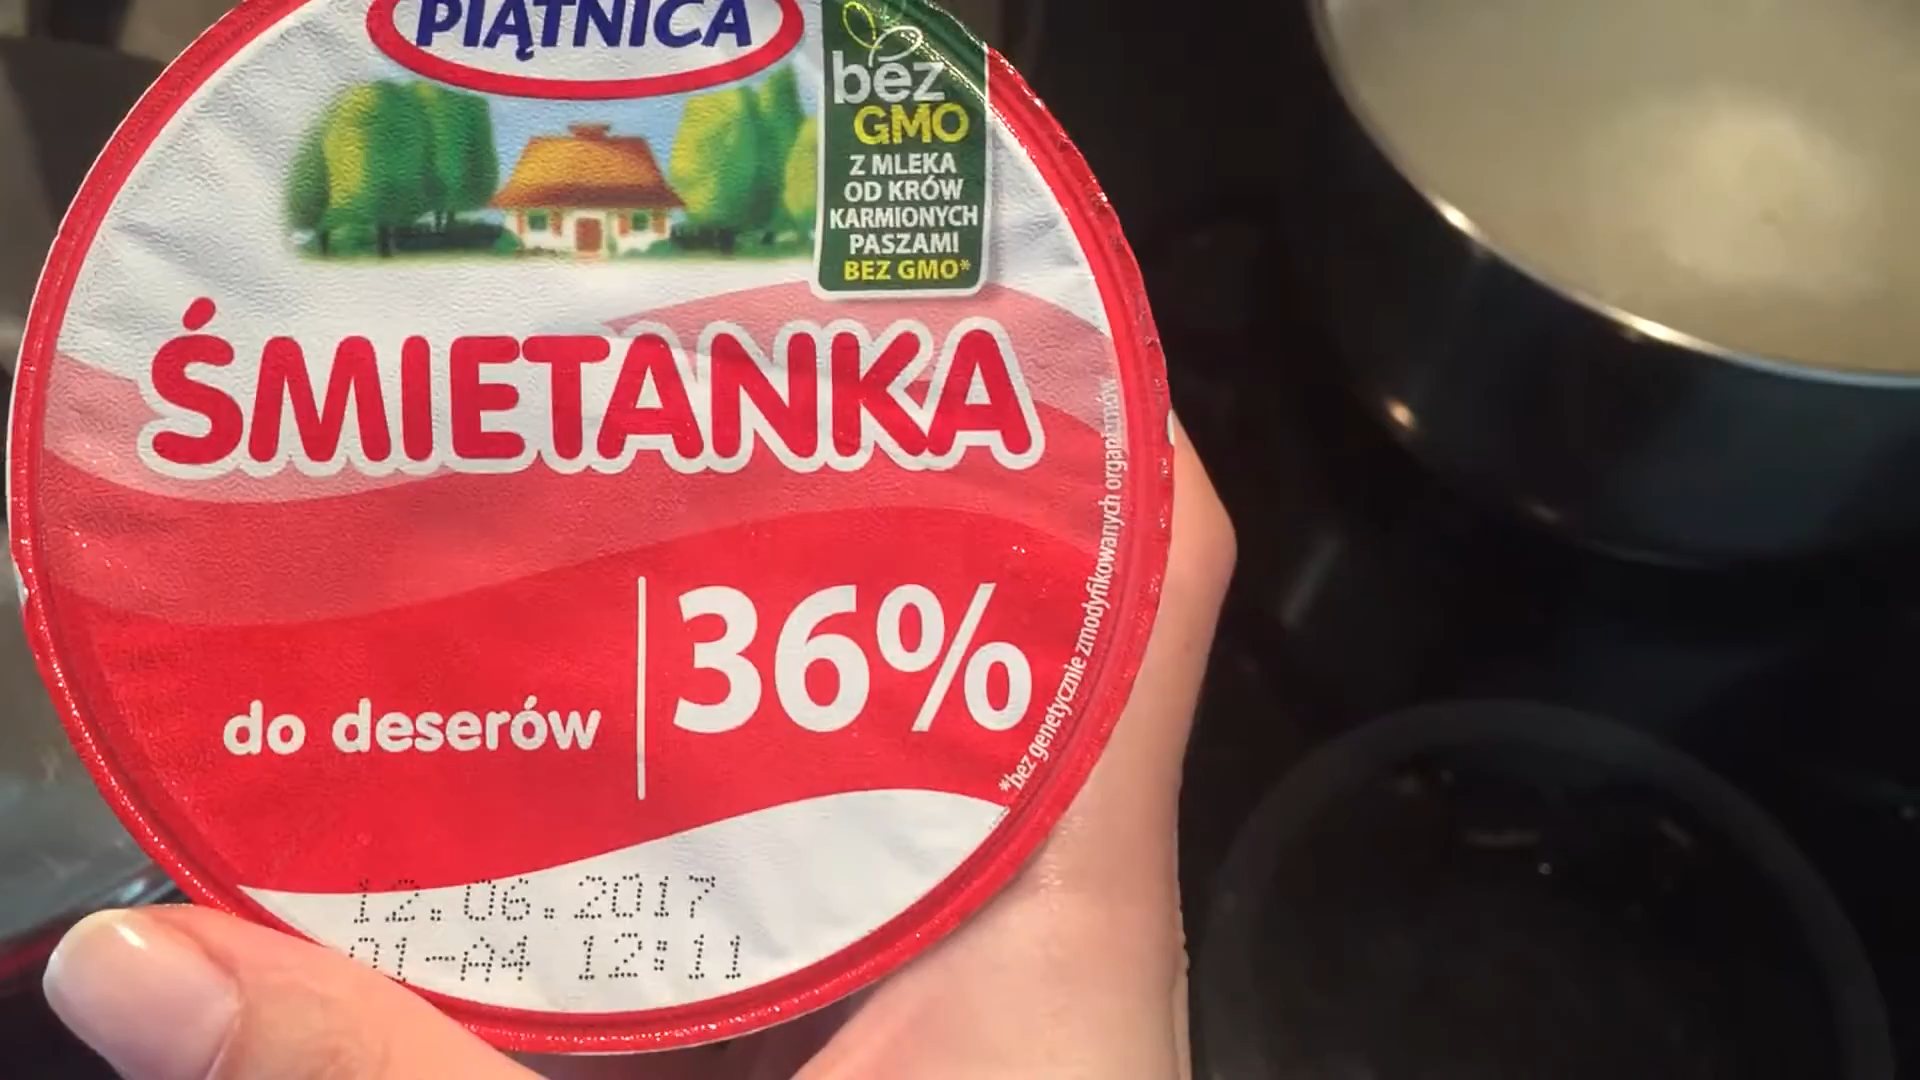 PIĄTNICA
bez
GMO
Z MLEKA
OD KRÓW
KARMIONYCH
PASZAMI
BEZ GMO*
ŚMIETANKA
do deserów
36%
*bez genetycznie zmodyfikowanych organizmów
12.06.2017
01-A4 12:11